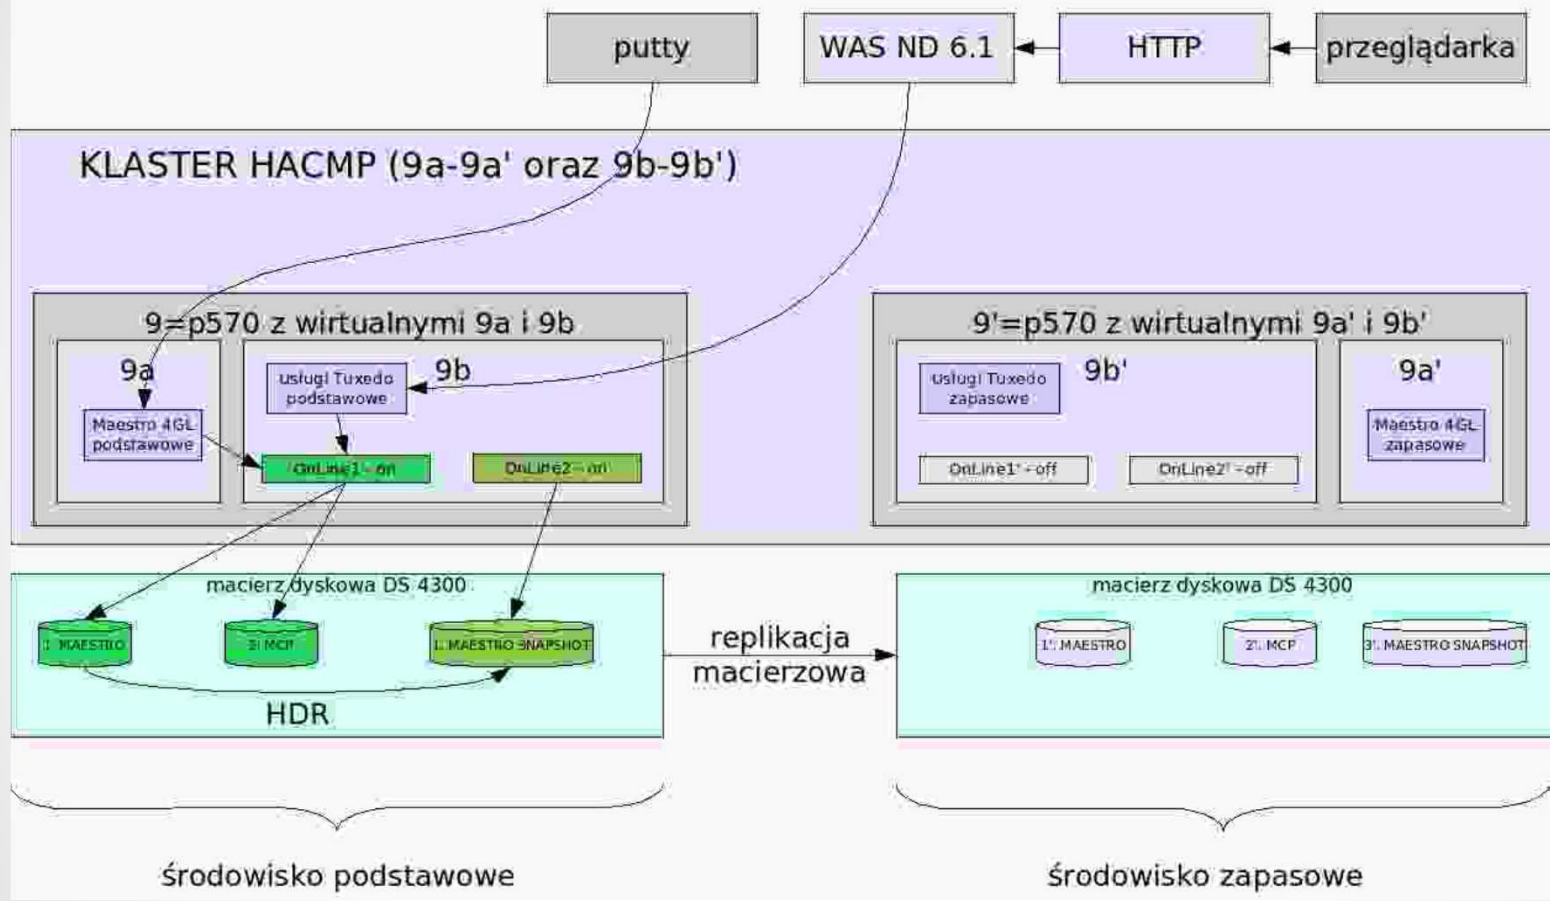 putty
WAS ND 6.1
HTTP
przeglądarka
KLASTER HACMP (9a-9a' oraz 9b-9b')
9=p570 z wirtualnymi 9a i 9b
9a
Maestro 4GL
podstawowe
9b
Usługi Tuxedo
podstawowe
OnLine1 - on
OnLine2 - on
9'=p570 z wirtualnymi 9a' i 9b'
9b'
Usługi Tuxedo
zapasowe
OnLine1' - off
OnLine2' - off
9a'
Maestro 4GL
zapasowe
macierz dyskowa DS 4300
MAESTRO
MCP
MAESTRO SNAPSHOT
HDR
replikacja
macierzowa
macierz dyskowa DS 4300
1'. MAESTRO
2'. MCP
3'. MAESTRO SNAPSHOT
środowisko podstawowe
środowisko zapasowe